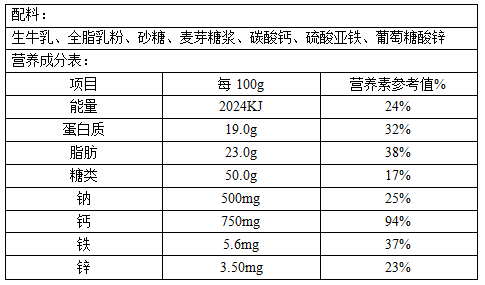 配料：
生牛乳、全脂乳粉、砂糖、麦芽糖浆、碳酸钙、硫酸亚铁、葡萄糖酸锌
营养成分表：
项目 每 100g 营养素参考值%
能量 2024KJ 24%
蛋白质 19.0g 32%
脂肪 23.0g 38%
糖类 50.0g 17%
钠 500mg 25%
钙 750mg 94%
铁 5.6mg 37%
锌 3.50mg 23%